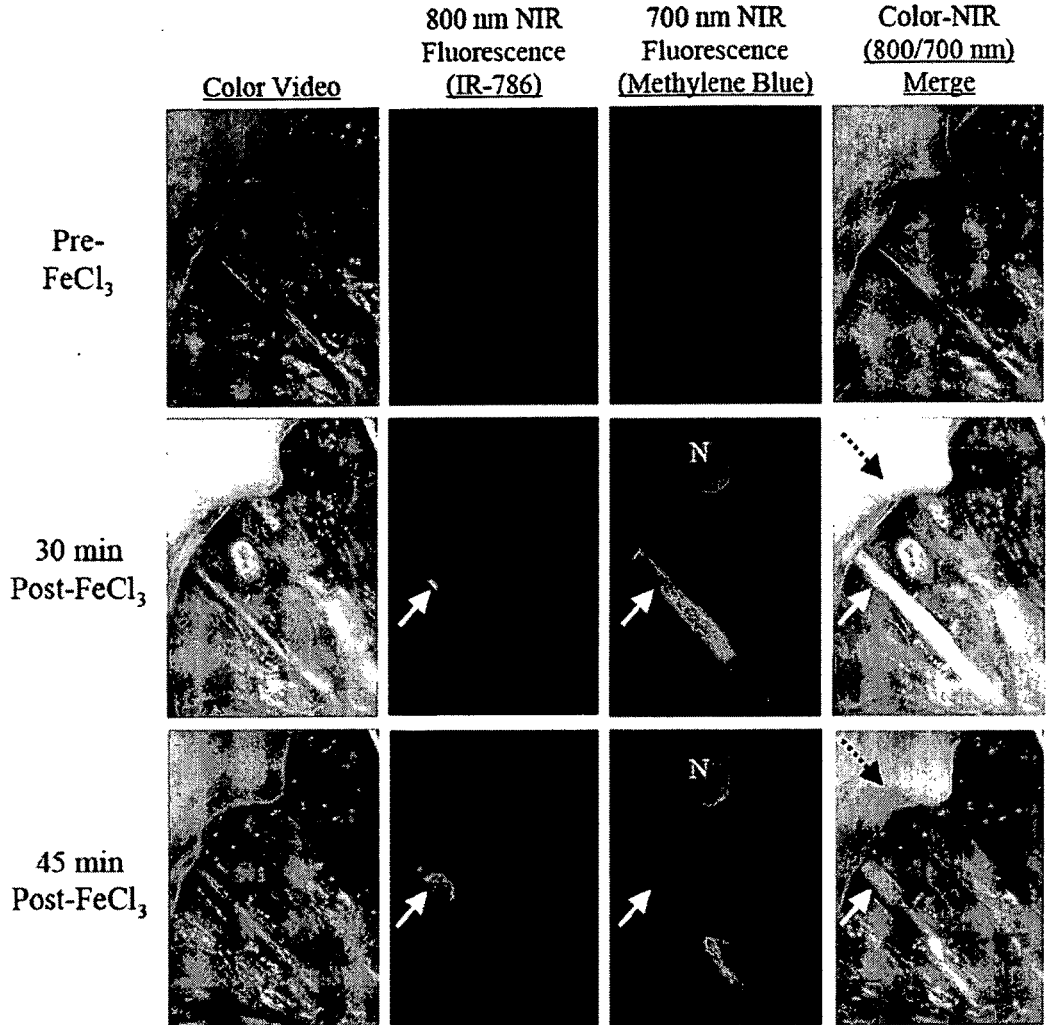 800 nm NIR
Fluorescence
(IR-786)
700 nm NIR
Fluorescence
(Methylene Blue)
Color-NIR
(800/700 nm)
Merge
Color Video
Pre-
FeCl₃
30 min
Post-FeCl₃
N
45 min
Post-FeCl₃
N